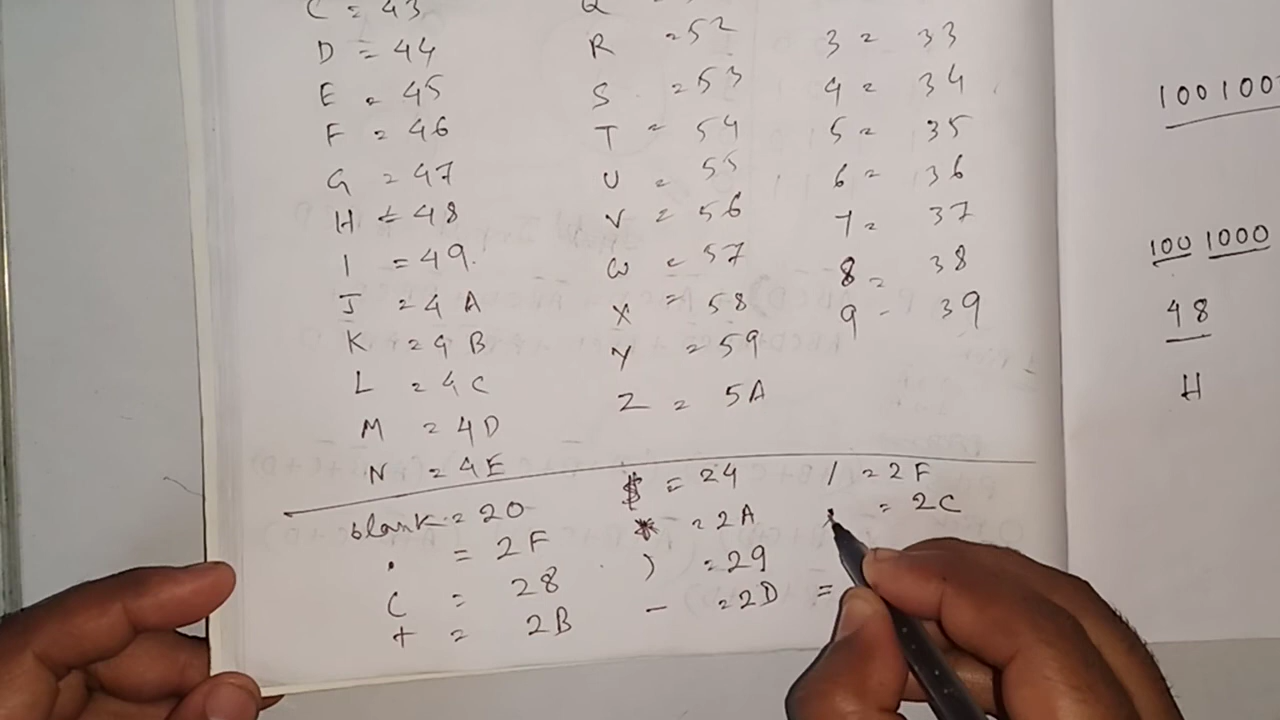 C = 43 Q
D = 44 R = 52 3 = 33
E = 45 S = 53 4 = 34
F = 46 T = 54 5 = 35
G = 47 U = 55 6 = 36
H = 48 V = 56 7 = 37
I = 49. W = 57 8 = 38
J = 4A X = 58 9 - 39
K = 4B Y = 59
L = 4C Z = 5A
M = 4D
N = 4E
blank = 20 $ = 24 / = 2F
. = 2F * = 2A , = 2C
( = 28 ) = 29
+ = 2B - = 2D =
100 100
100 1000
48
H